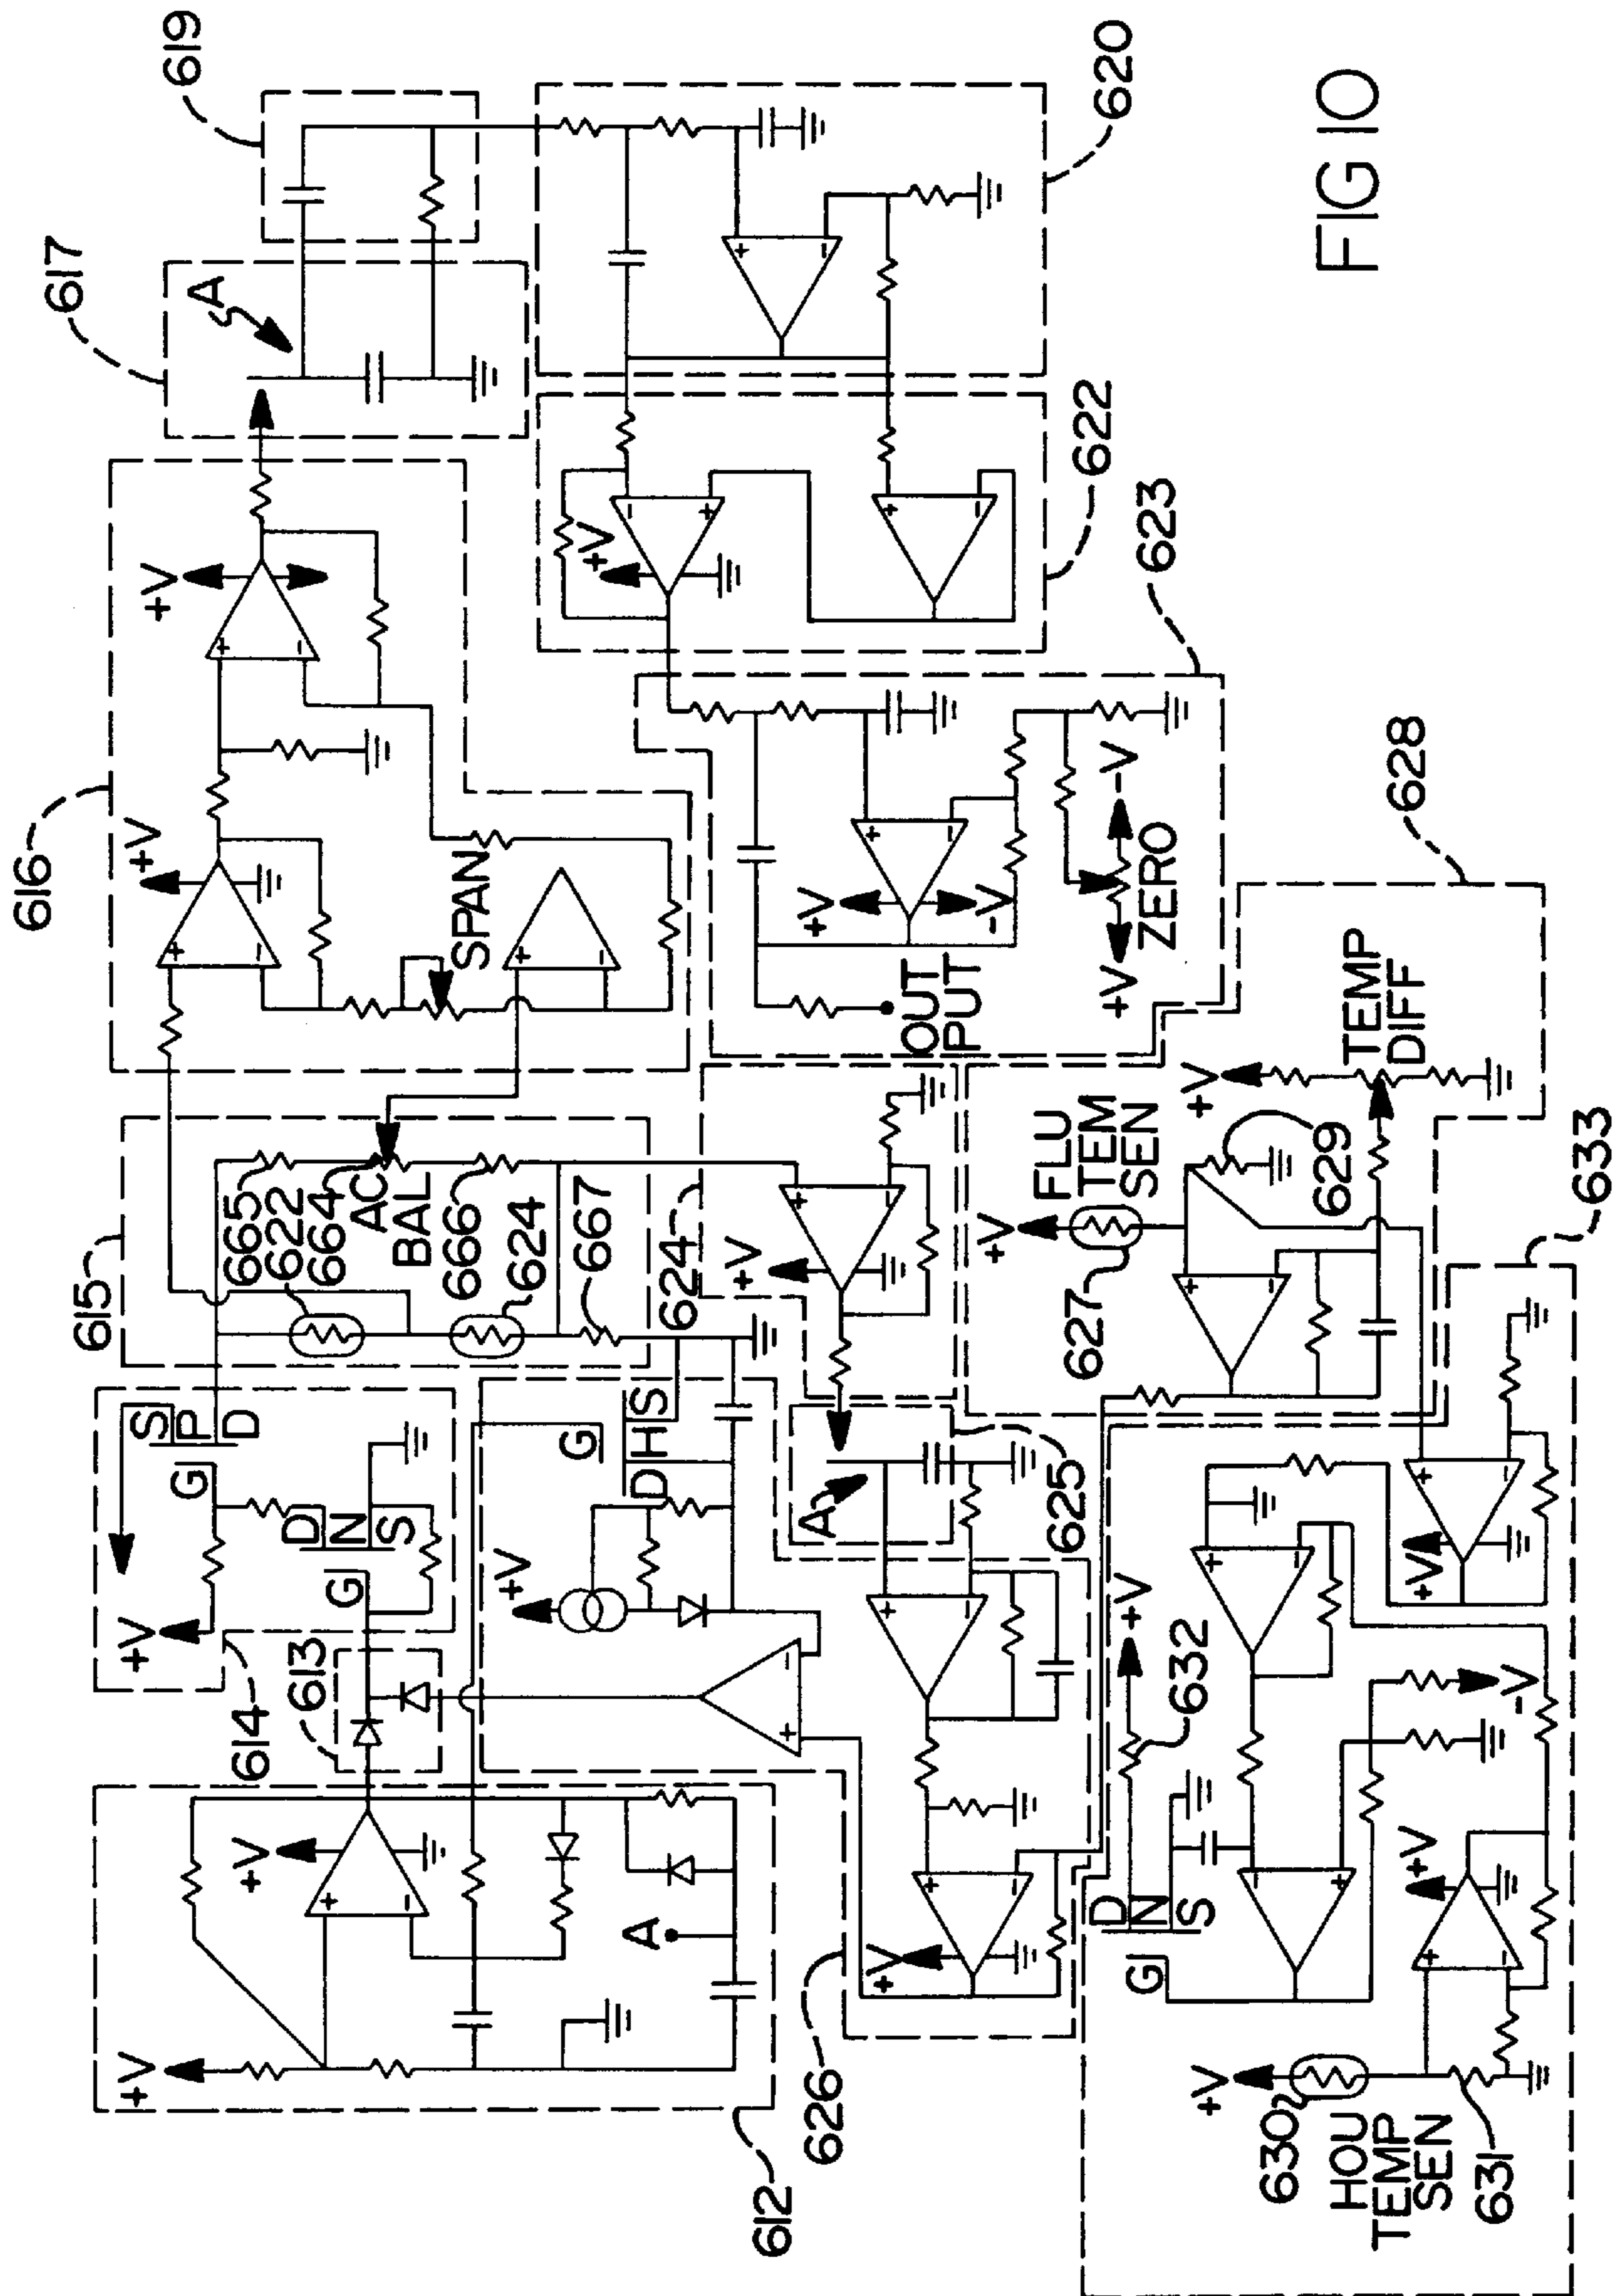 619
617
A
616
+V
+V
+
-
+
-
SPAN
+
-
620
+
-
FIG 10
622
-
+V
+
+
-
623
+
-
+V
-V
OUT
PUT
-V
+V
ZERO
615
665
622
664
AC
BAL
666
624
667
624
+V
+
-
628
TEMP
DIFF
+V
FLU
TEM
SEN
+V
629
627
+
-
633
S
P
D
G
+V
D
N
S
G
614
613
G
D
H
S
+V
-
+
A
625
+
-
+V
632
+
-
+
-
+V
-V
612
+V
+V
+
-
A
626
+
-
+V
D
N
S
G
-
+
+V
+
-
+V
630
HOU
TEMP
SEN
631